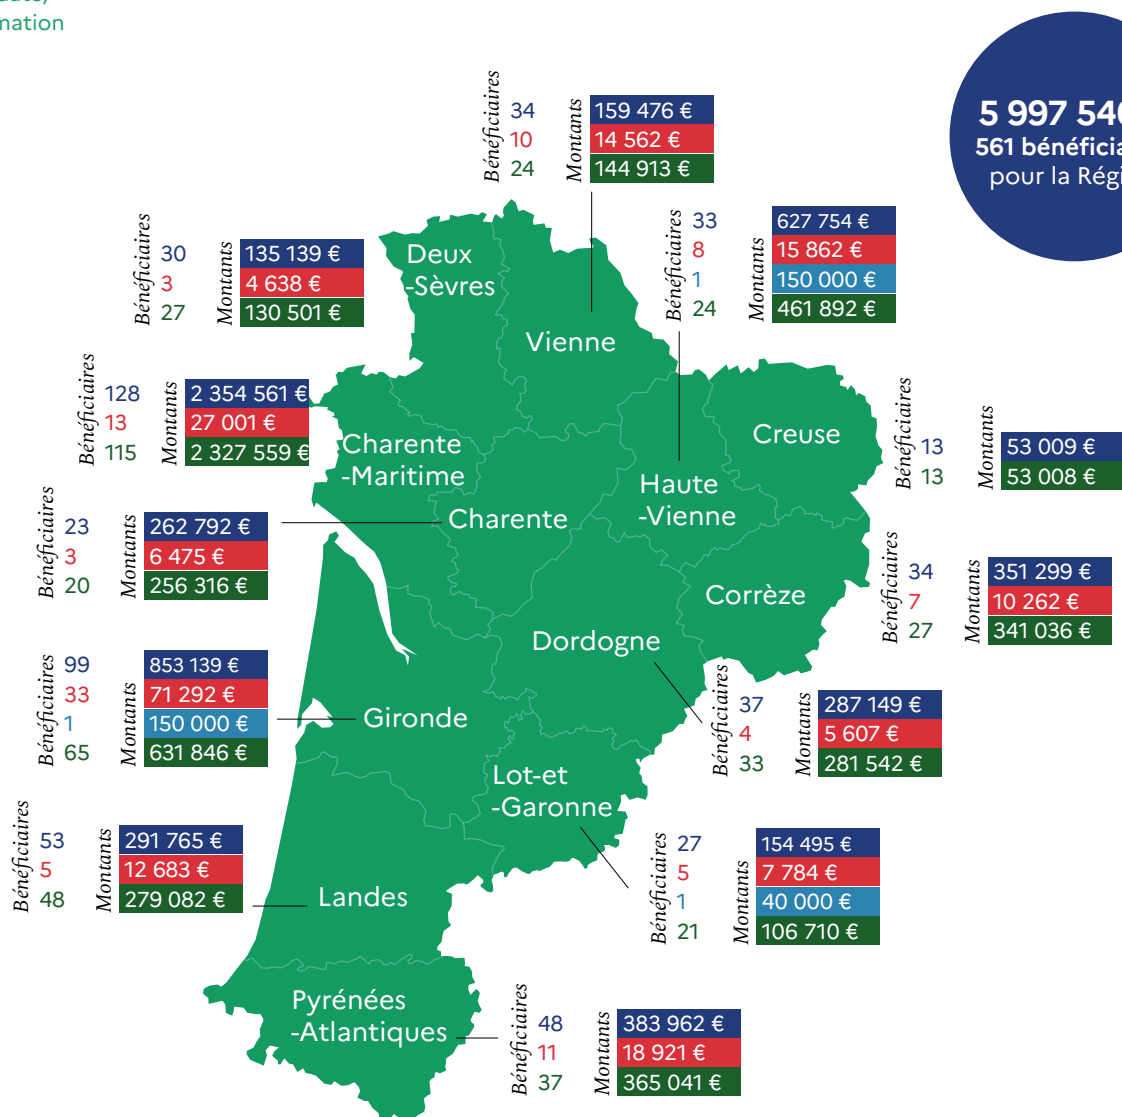 mation
5 997 540
561 bénéficia
pour la Régi
Bénéficiaires
34
10
24
Montants
159 476 €
14 562 €
144 913 €
Bénéficiaires
30
3
27
Montants
135 139 €
4 638 €
130 501 €
Deux
-Sèvres
Vienne
Bénéficiaires
33
8
1
24
Montants
627 754 €
15 862 €
150 000 €
461 892 €
Bénéficiaires
128
13
115
Montants
2 354 561 €
27 001 €
2 327 559 €
Charente
-Maritime
Creuse
Bénéficiaires
13
13
Montants
53 009 €
53 008 €
Haute
-Vienne
Bénéficiaires
23
3
20
Montants
262 792 €
6 475 €
256 316 €
Charente
Corrèze
Bénéficiaires
34
7
27
Montants
351 299 €
10 262 €
341 036 €
Dordogne
Bénéficiaires
37
4
33
Montants
287 149 €
5 607 €
281 542 €
Bénéficiaires
99
33
1
65
Montants
853 139 €
71 292 €
150 000 €
631 846 €
Gironde
Lot-et
-Garonne
Bénéficiaires
27
5
1
21
Montants
154 495 €
7 784 €
40 000 €
106 710 €
Bénéficiaires
53
5
48
Montants
291 765 €
12 683 €
279 082 €
Landes
Pyrénées
-Atlantiques
Bénéficiaires
48
11
37
Montants
383 962 €
18 921 €
365 041 €